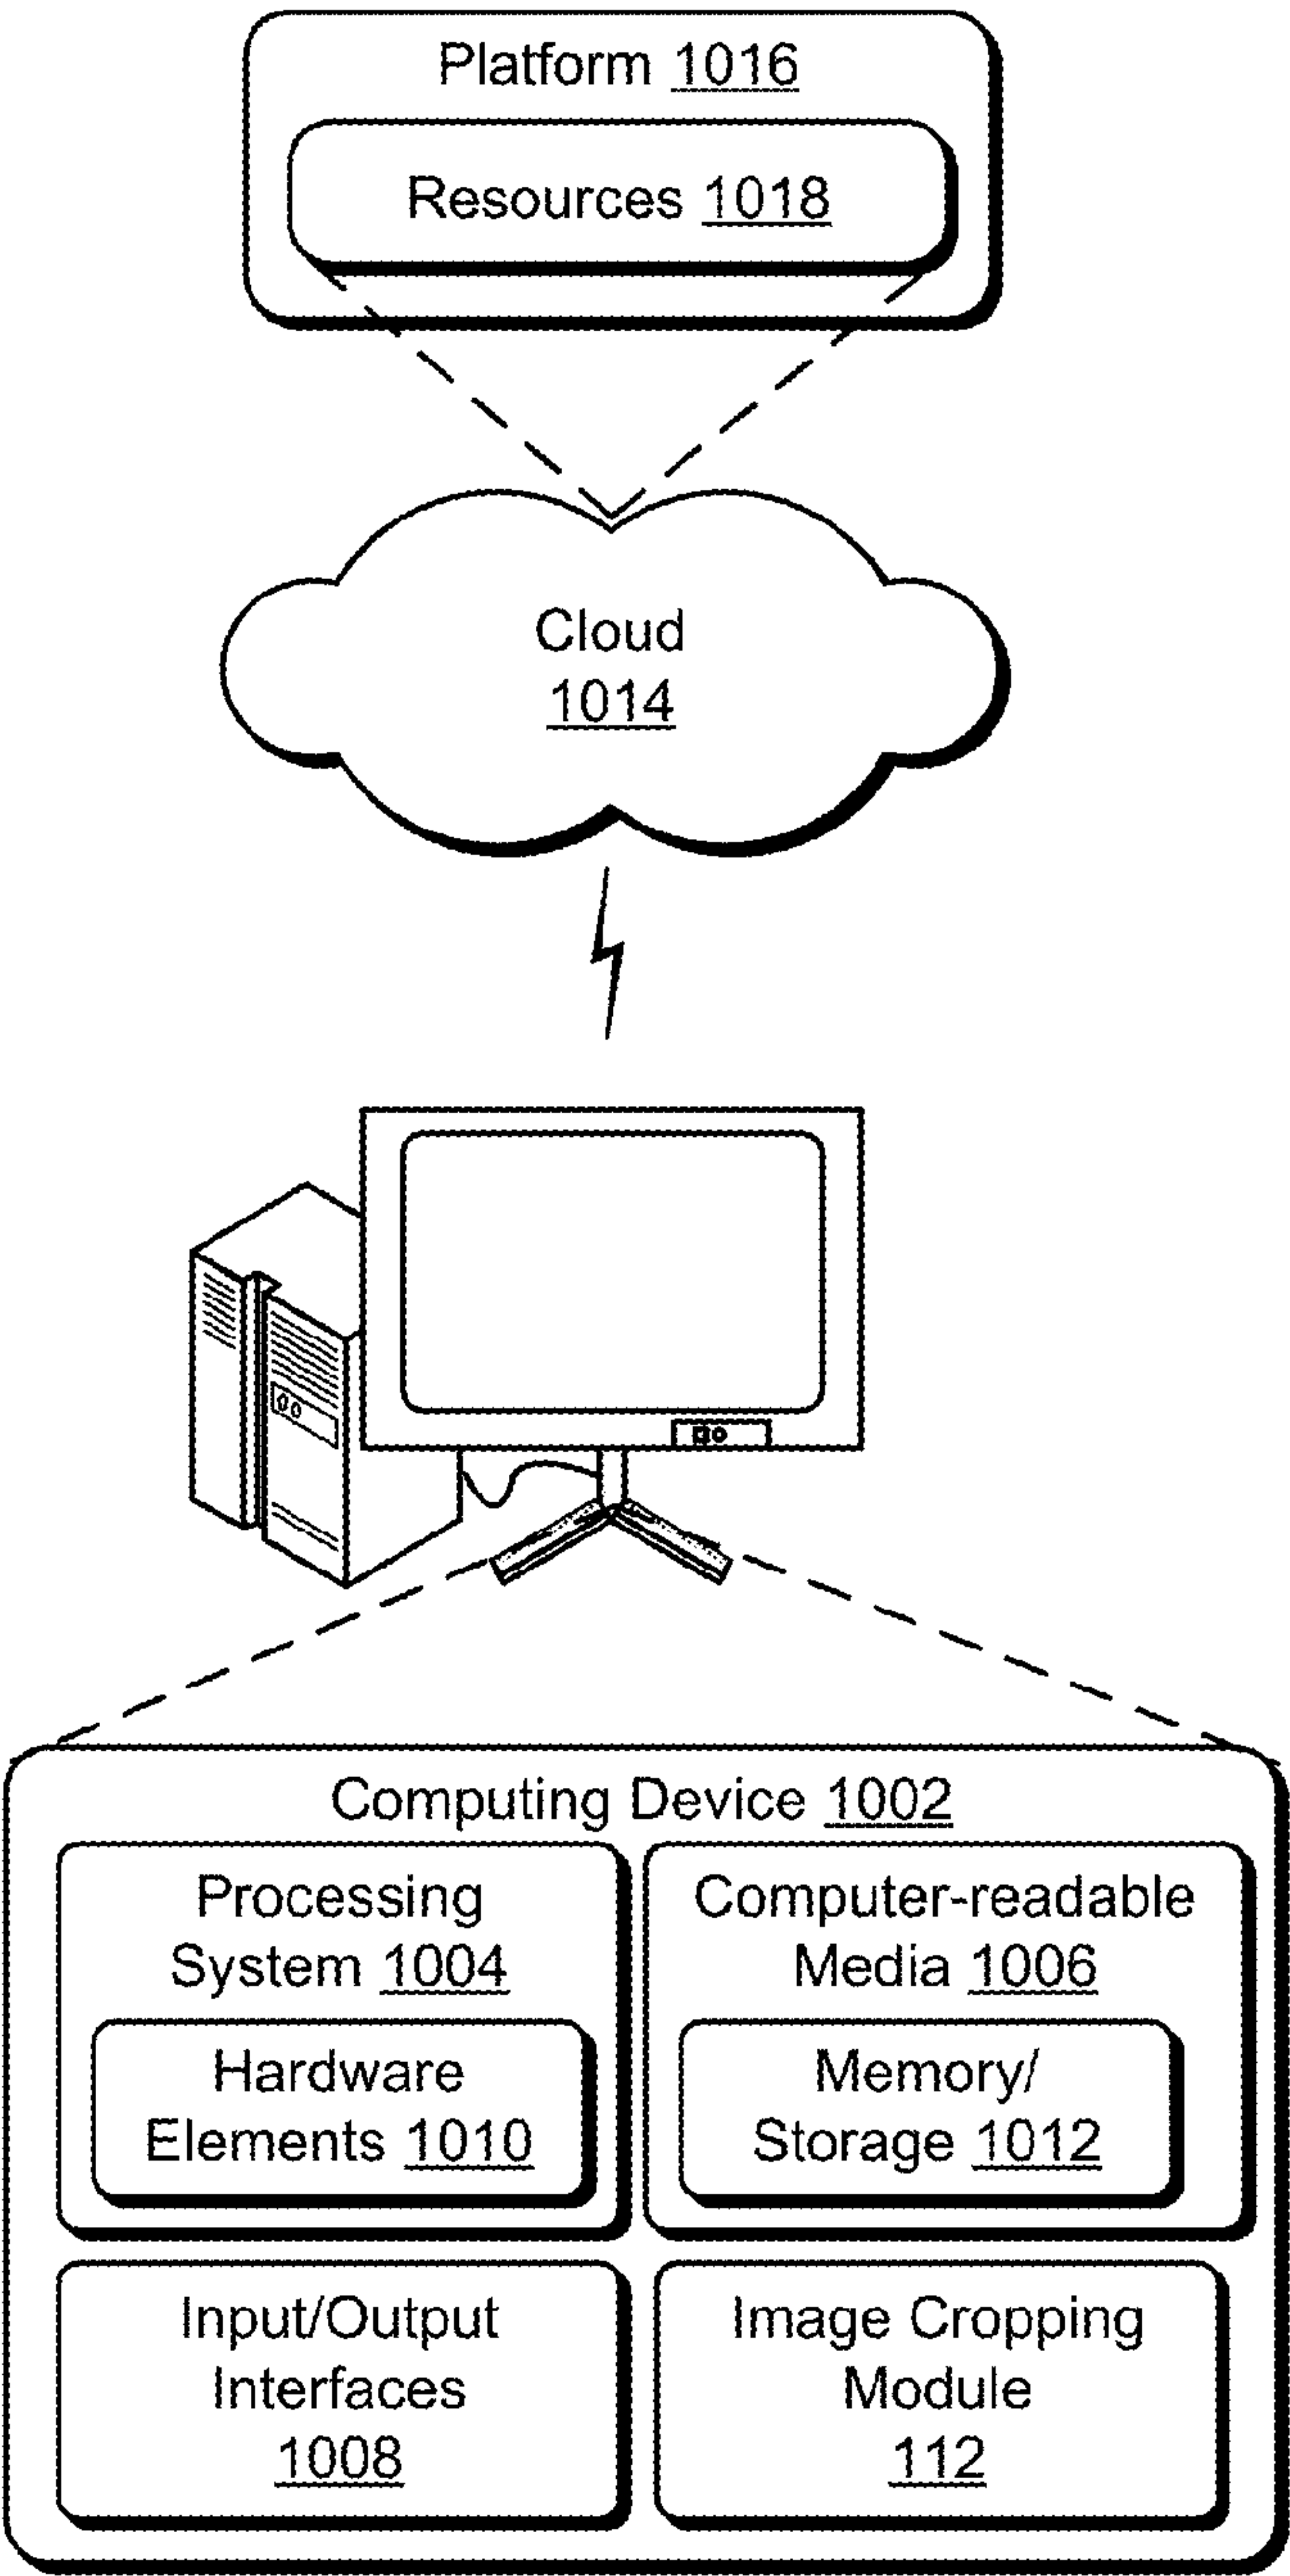 Platform 1016
Resources 1018
Cloud
1014
Computing Device 1002
Processing
System 1004
Hardware
Elements 1010
Computer-readable
Media 1006
Memory/
Storage 1012
Input/Output
Interfaces
1008
Image Cropping
Module
112